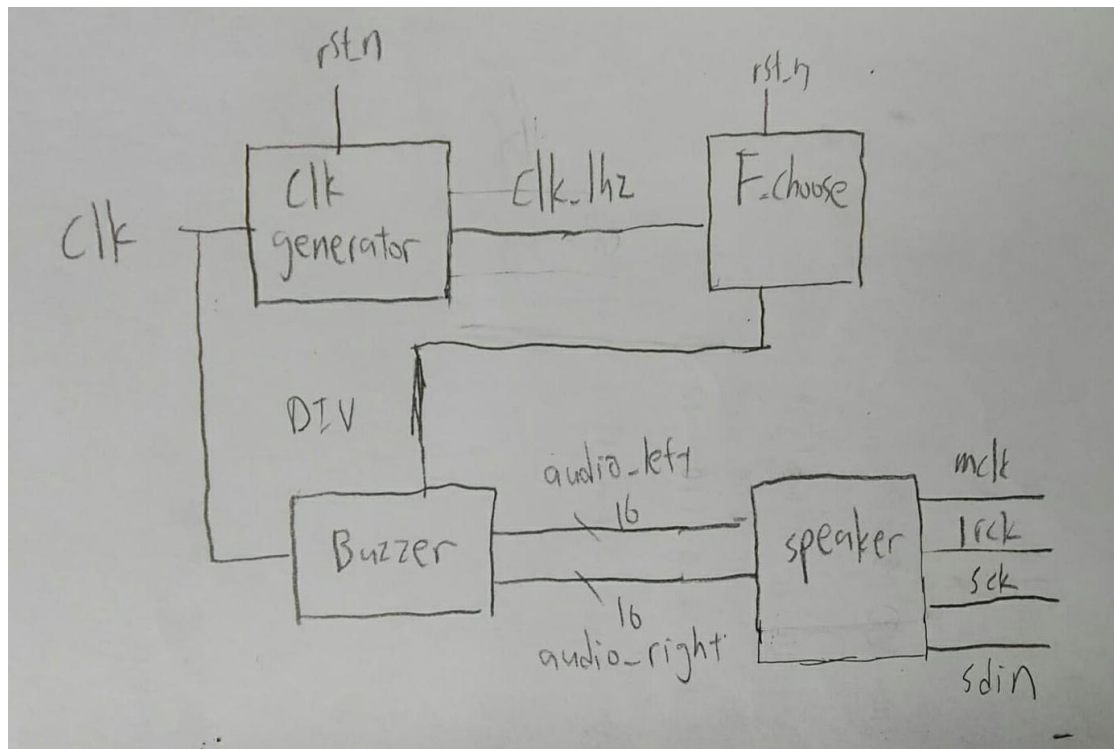 rst_n
rst_n
Clk
generator
Clk_1hz
F_choose
Clk
DIV
audio_left
16
Buzzer
16
audio_right
speaker
mclk
lrck
sck
sdin